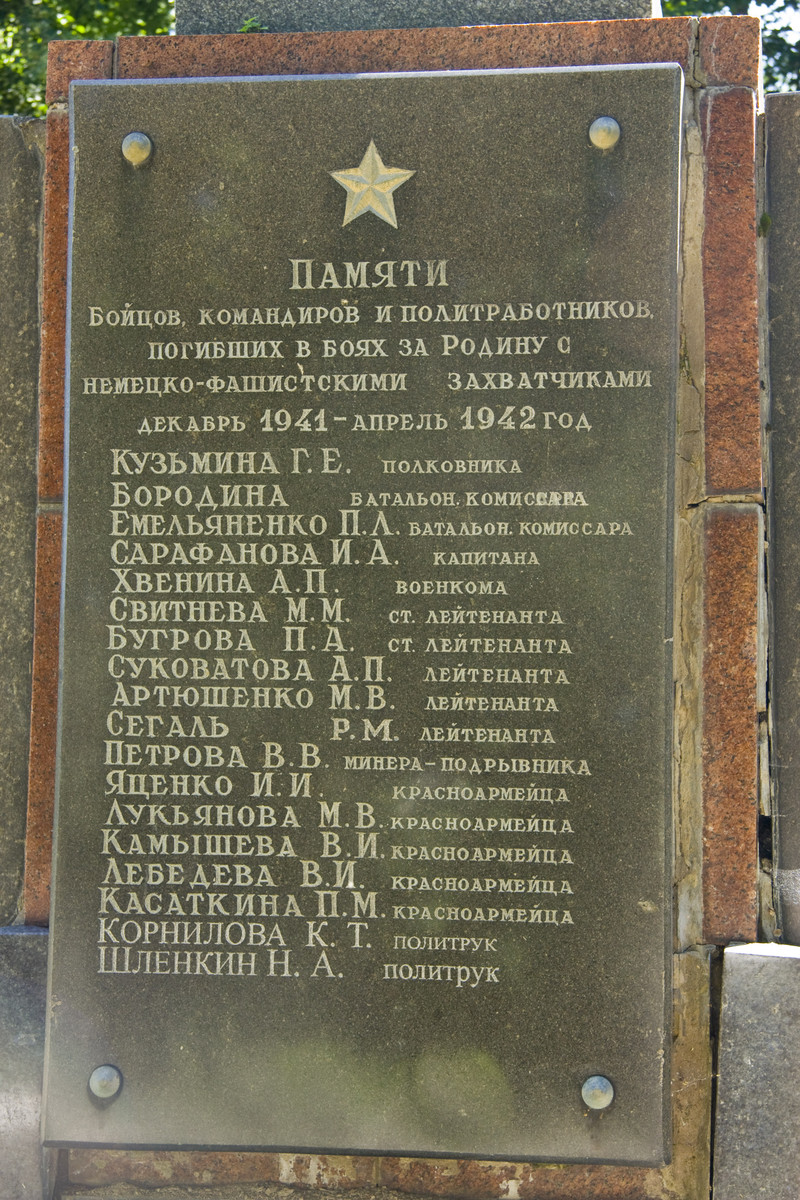 ПАМЯТИ
БОЙЦОВ, КОМАНДИРОВ И ПОЛИТРАБОТНИКОВ,
ПОГИБШИХ В БОЯХ ЗА РОДИНУ С
НЕМЕЦКО-ФАШИСТСКИМИ ЗАХВАТЧИКАМИ
ДЕКАБРЬ 1941-АПРЕЛЬ 1942 ГОД
КУЗЬМИНА Г. Е. ПОЛКОВНИКА
БОРОДИНА БАТАЛЬОН. КОМИССАРА
ЕМЕЛЬЯНЕНКО П.Л. БАТАЛЬОН. КОМИССАРА
САРАФАНОВА И. А. КАПИТАНА
ХВЕНИНА А.П. ВОЕНКОМА
СВИТНЕВА М.М. СТ. ЛЕЙТЕНАНТА
БУГРОВА П.А. СТ. ЛЕЙТЕНАНТА
СУКОВАТОВА А.П. ЛЕЙТЕНАНТА
АРТЮШЕНКО М.В. ЛЕЙТЕНАНТА
СЕГАЛЬ Р.М. ЛЕЙТЕНАНТА
ПЕТРОВА В.В. МИНЕРА-ПОДРЫВНИКА
ЯЦЕНКО И.И. КРАСНОАРМЕЙЦА
ЛУКЬЯНОВА М.В. КРАСНОАРМЕЙЦА
КАМЫШЕВА В.И. КРАСНОАРМЕЙЦА
ЛЕБЕДЕВА В.И. КРАСНОАРМЕЙЦА
КАСАТКИНА П.М. КРАСНОАРМЕЙЦА
КОРНИЛОВА К. Т. ПОЛИТРУК
ШЛЕНКИН Н. А. ПОЛИТРУК